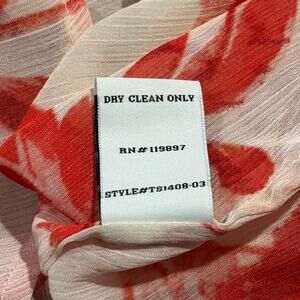 DRY CLEAN ONLY
RN# 119897
STYLE#TS1408-03